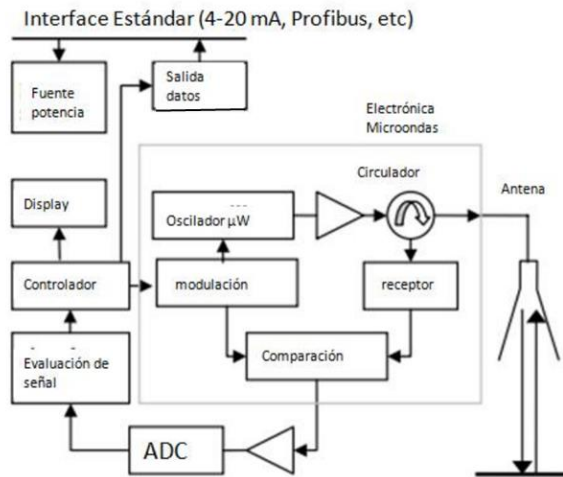 Interface Estándar (4-20 mA, Profibus, etc)
Fuente
potencia
Salida
datos
Electrónica
Microondas
Circulador
Antena
Display
Oscilador µW
Controlador
modulación
receptor
Evaluación de
señal
Comparación
ADC